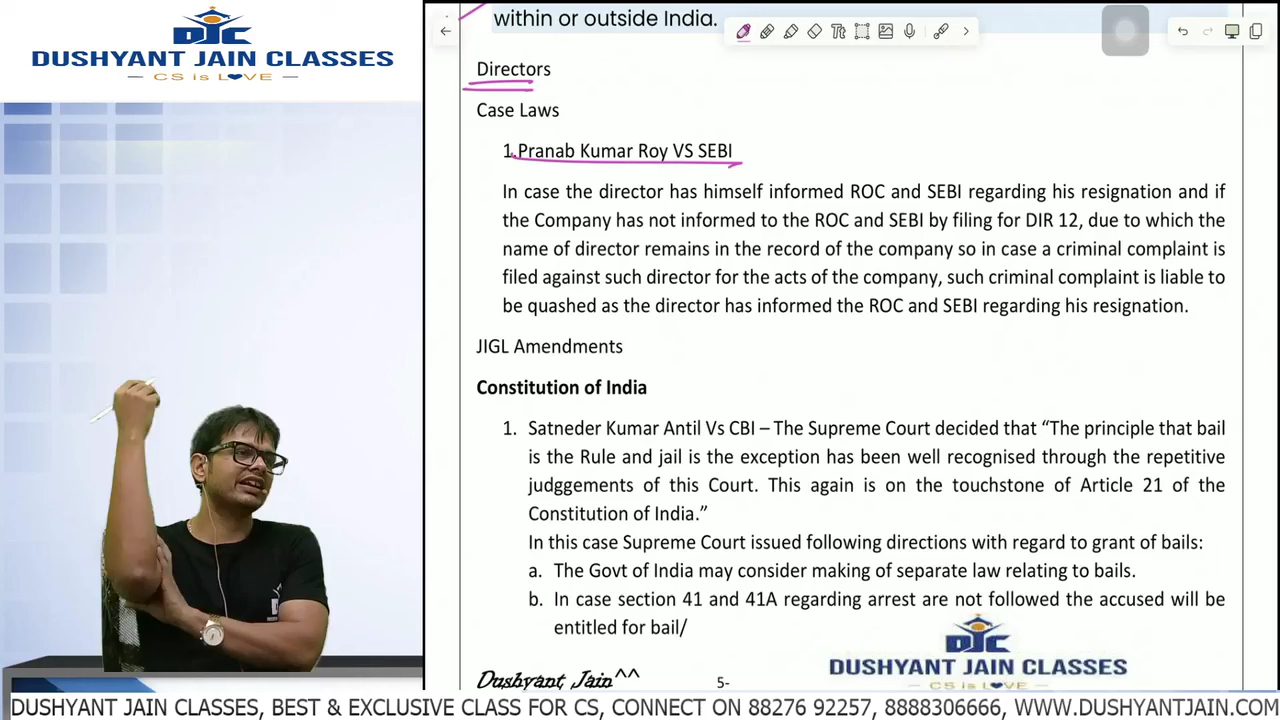 DJC
DUSHYANT JAIN CLASSES
— CS is LOVE —
within or outside India.
Tt
Directors
Case Laws
1.Pranab Kumar Roy VS SEBI
In case the director has himself informed ROC and SEBI regarding his resignation and if
the Company has not informed to the ROC and SEBI by filing for DIR 12, due to which the
name of director remains in the record of the company so in case a criminal complaint is
filed against such director for the acts of the company, such criminal complaint is liable to
be quashed as the director has informed the ROC and SEBI regarding his resignation.
JIGL Amendments
Constitution of India
1. Satneder Kumar Antil Vs CBI – The Supreme Court decided that “The principle that bail
is the Rule and jail is the exception has been well recognised through the repetitive
judggements of this Court. This again is on the touchstone of Article 21 of the
Constitution of India.”
In this case Supreme Court issued following directions with regard to grant of bails:
a. The Govt of India may consider making of separate law relating to bails.
b. In case section 41 and 41A regarding arrest are not followed the accused will be
entitled for bail/
Dushyant Jain^^
5-
DJC
DUSHYANT JAIN CLASSES
— CS is LOVE —
DUSHYANT JAIN CLASSES, BEST & EXCLUSIVE CLASS FOR CS, CONNECT ON 88276 92257, 8888306666, WWW.DUSHYANTJAIN.COM